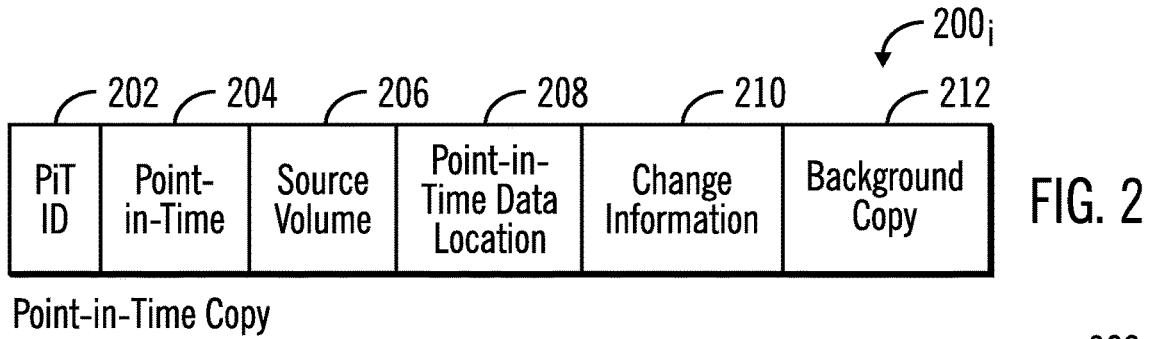 200i
202
204
206
208
210
212
PiT
ID
Point-
in-Time
Source
Volume
Point-in-
Time Data
Location
Change
Information
Background
Copy
FIG. 2
Point-in-Time Copy